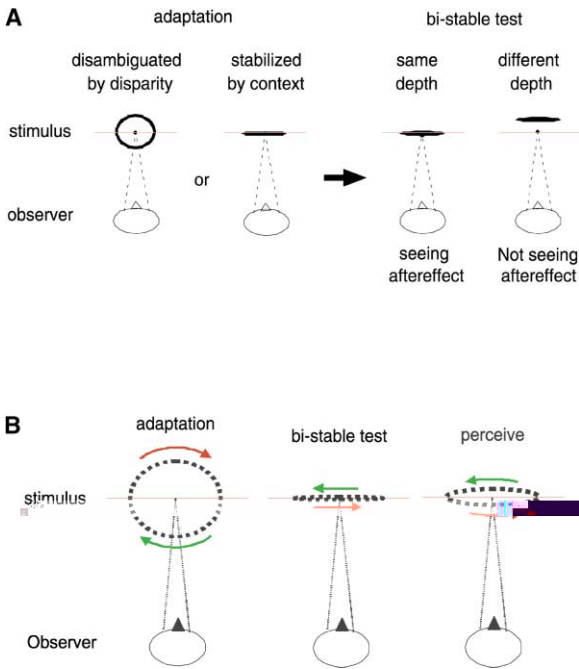 A
adaptation
bi-stable test
disambiguated
by disparity
stabilized
by context
same
depth
different
depth
stimulus
or
observer
seeing
aftereffect
Not seeing
aftereffect
B
adaptation
bi-stable test
perceive
stimulus
Observer